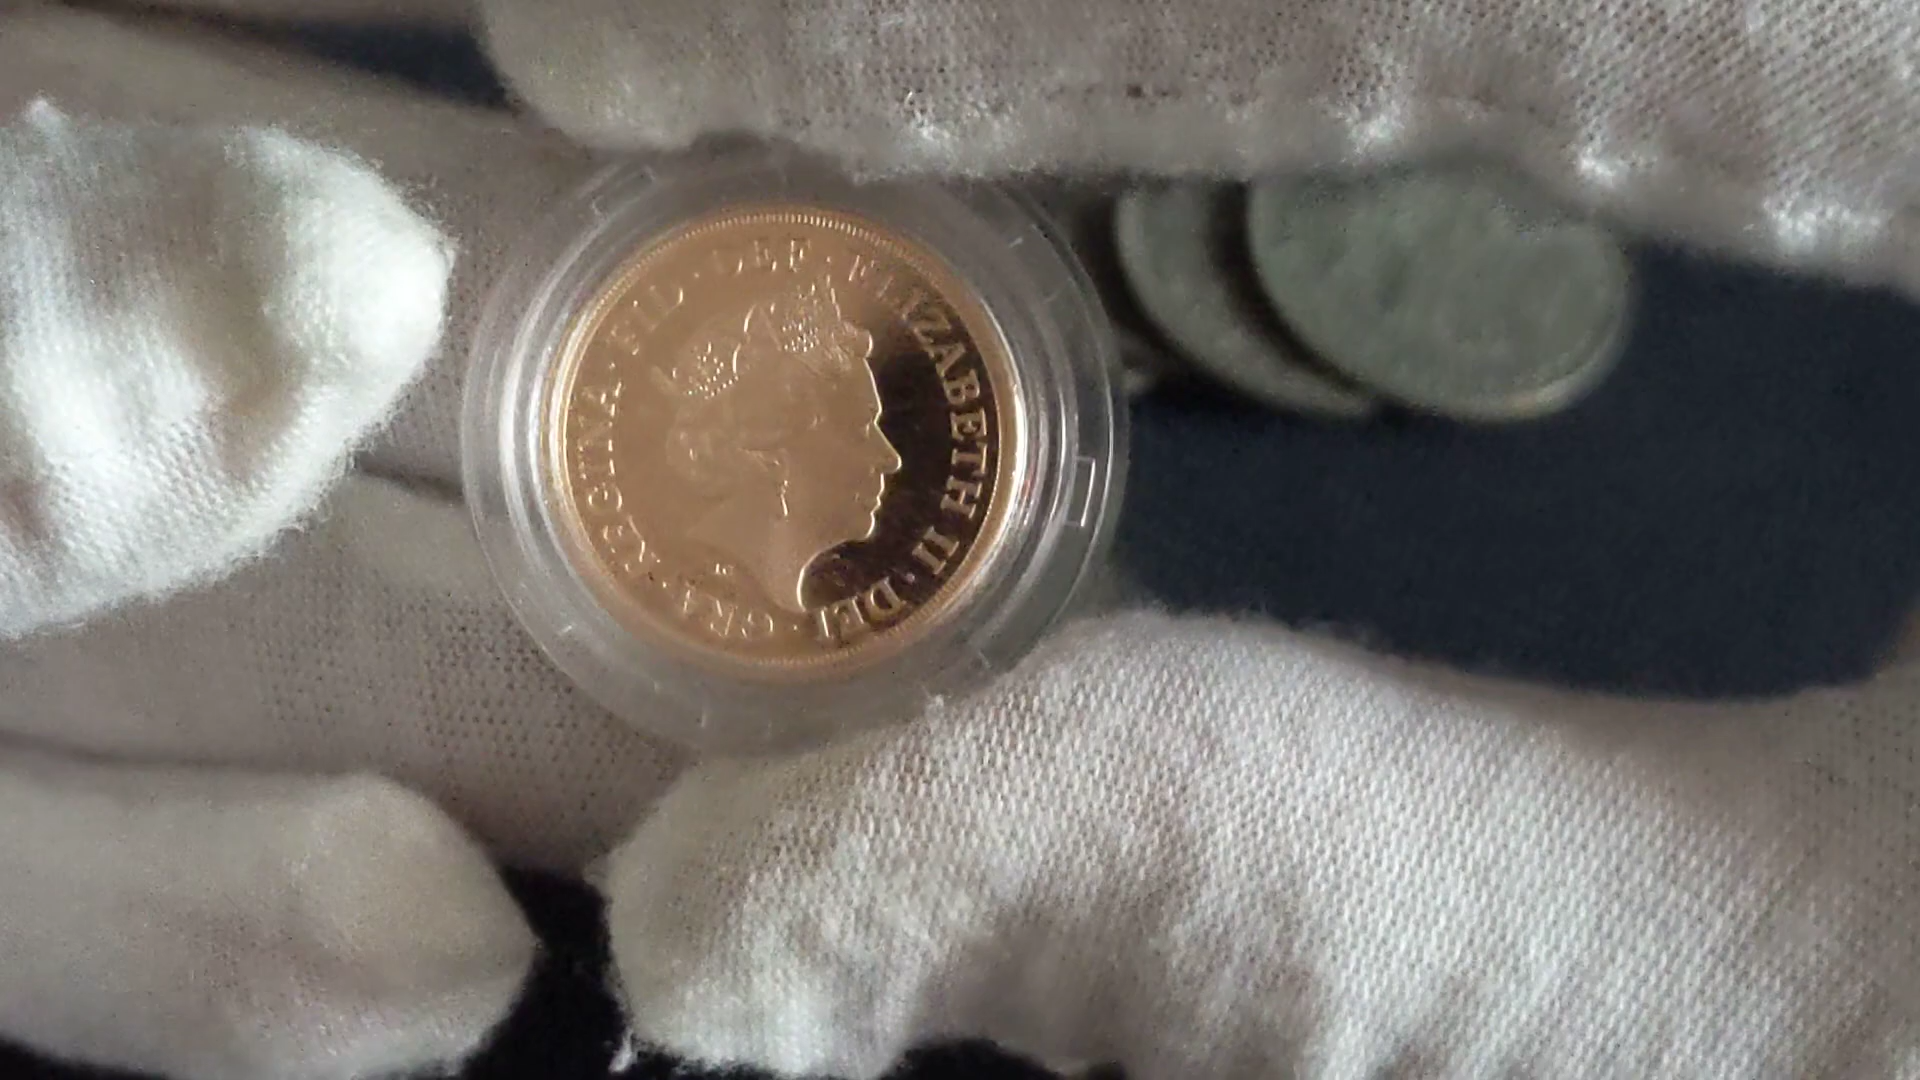 ELIZABETH II · DEI · GRA · REGINA · FID · DEF ·